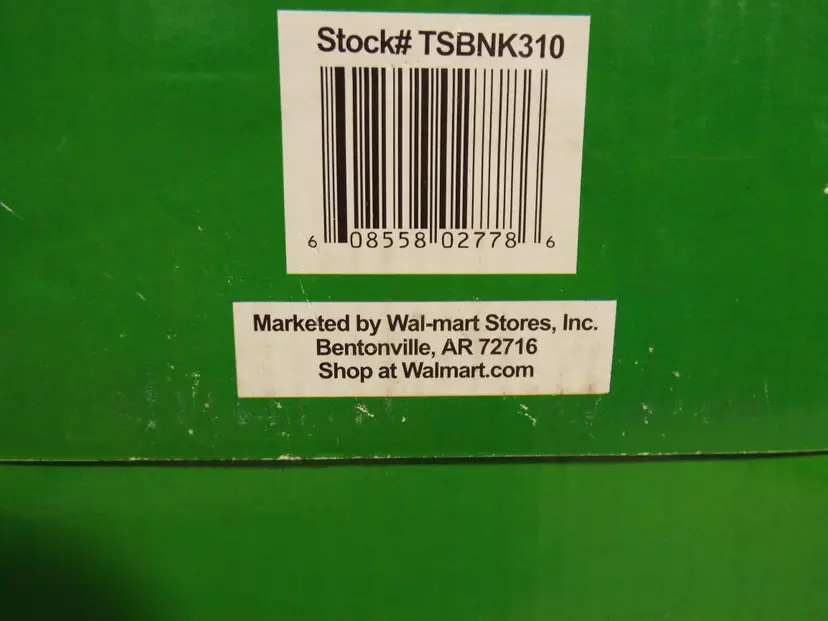 Stock# TSBNK310
6 08558 02778 6
Marketed by Wal-mart Stores, Inc.
Bentonville, AR 72716
Shop at Walmart.com